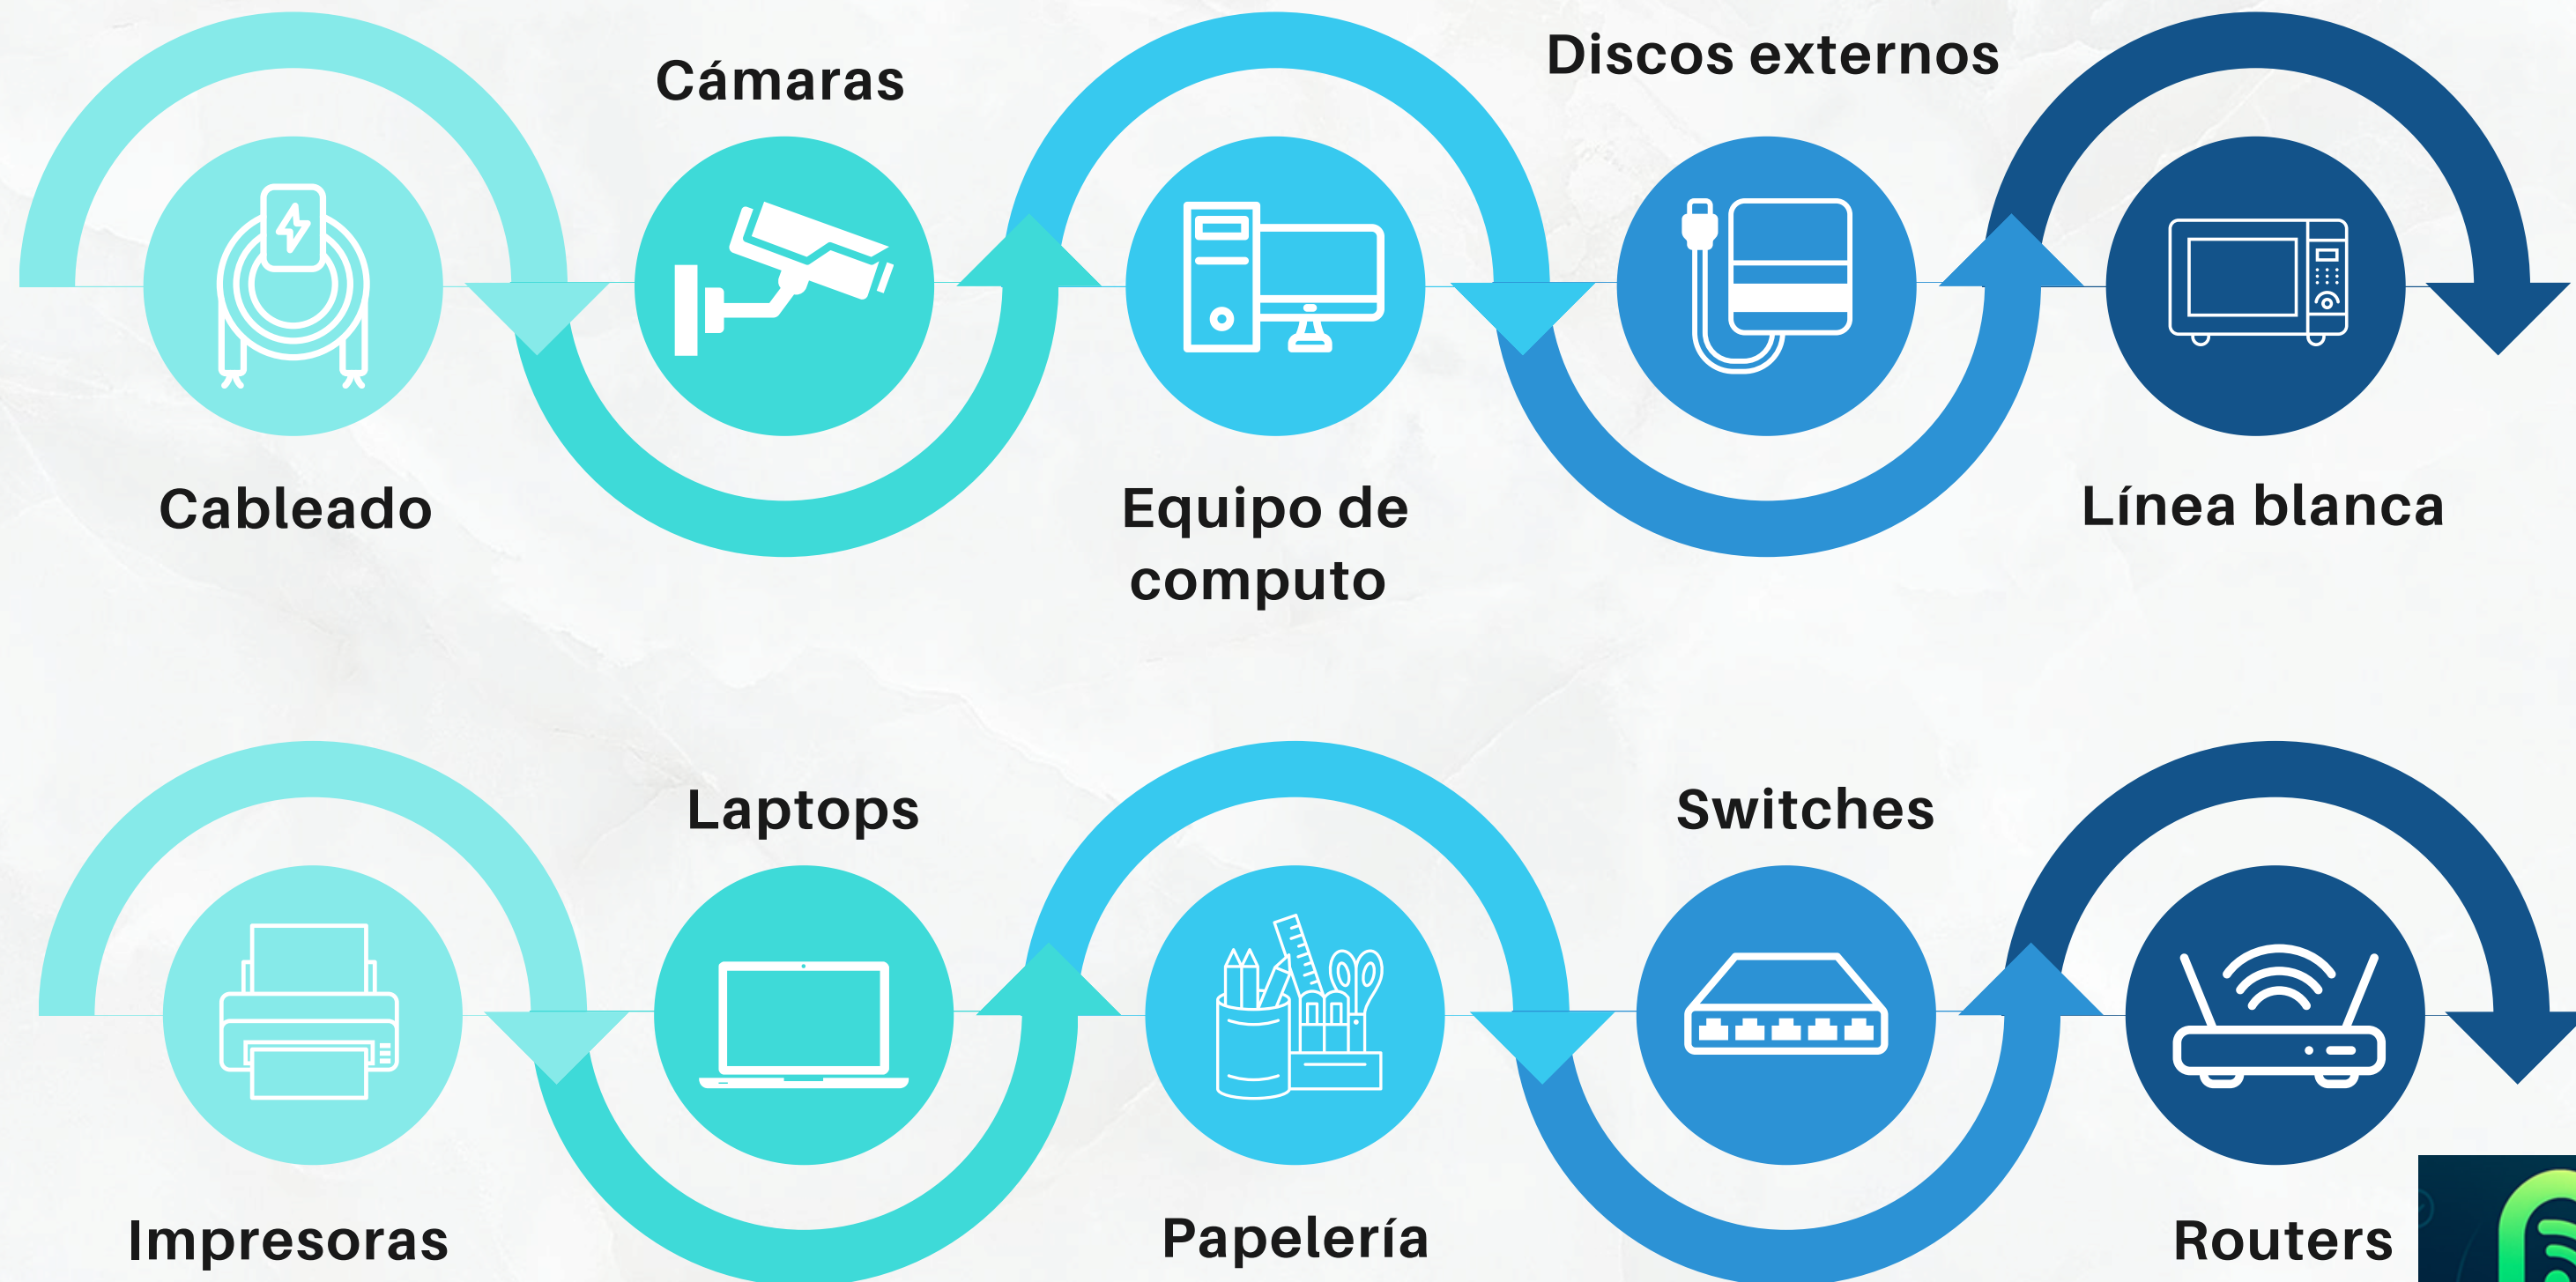 Cableado
Cámaras
Equipo de
computo
Discos externos
Línea blanca
Impresoras
Laptops
Papelería
Switches
Routers